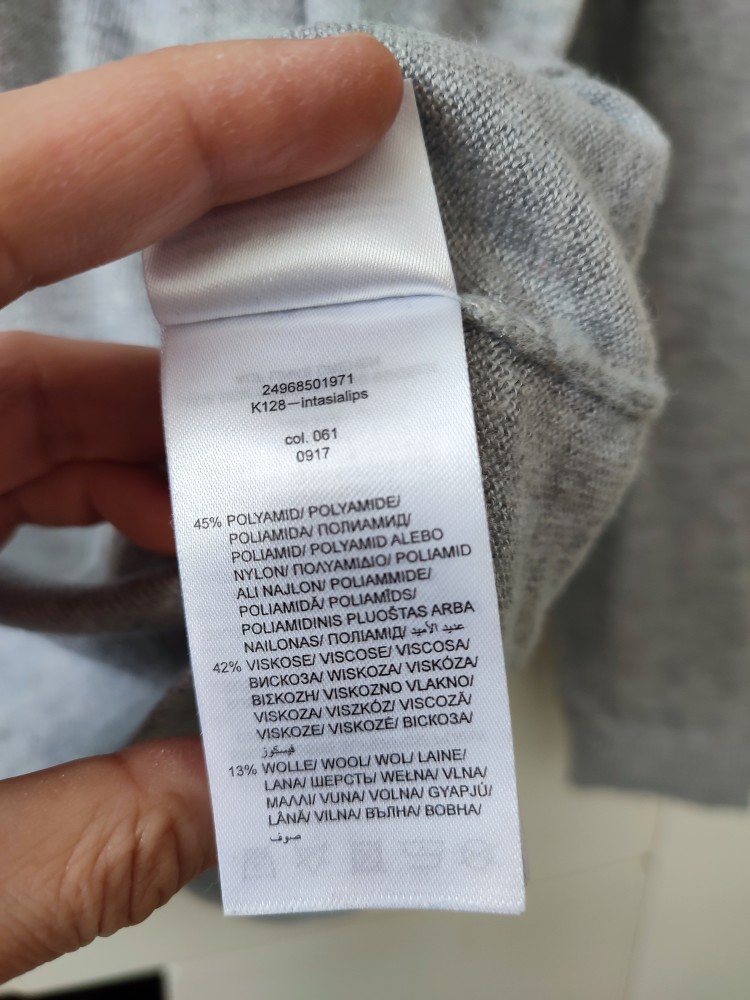 24968501971
K128—intasialips
col. 061
0917
45% POLYAMID/ POLYAMIDE/
POLIAMIDA/ ПОЛИАМИД/
POLIAMID/ POLYAMID ALEBO
NYLON/ ΠΟΛΥΑΜΙΔΙΟ/ POLIAMID
ALI NAJLON/ POLIAMMIDE/
POLIAMIDĂ/ POLIAMĪDS/
POLIAMIDINIS PLUOŠTAS ARBA
NAILONAS/ ПОЛІАМІД/ عديد الأميد
42% VISKOSE/ VISCOSE/ VISCOSA/
ВИСКОЗА/ WISKOZA/ VISKÓZA/
ΒΙΣΚΟΖΗ/ VISKOZNO VLAKNO/
VISKOZA/ VISZKÓZ/ VISCOZĂ/
VISKOZE/ VISKOZĖ/ ВІСКОЗА/
فيسكوز
13% WOLLE/ WOOL/ WOL/ LAINE/
LANA/ ШЕРСТЬ/ WEŁNA/ VLNA/
ΜΑΛΛΙ/ VUNA/ VOLNA/ GYAPJÚ/
LÂNĂ/ VILNA/ ВЪЛНА/ ВОВНА/
صوف